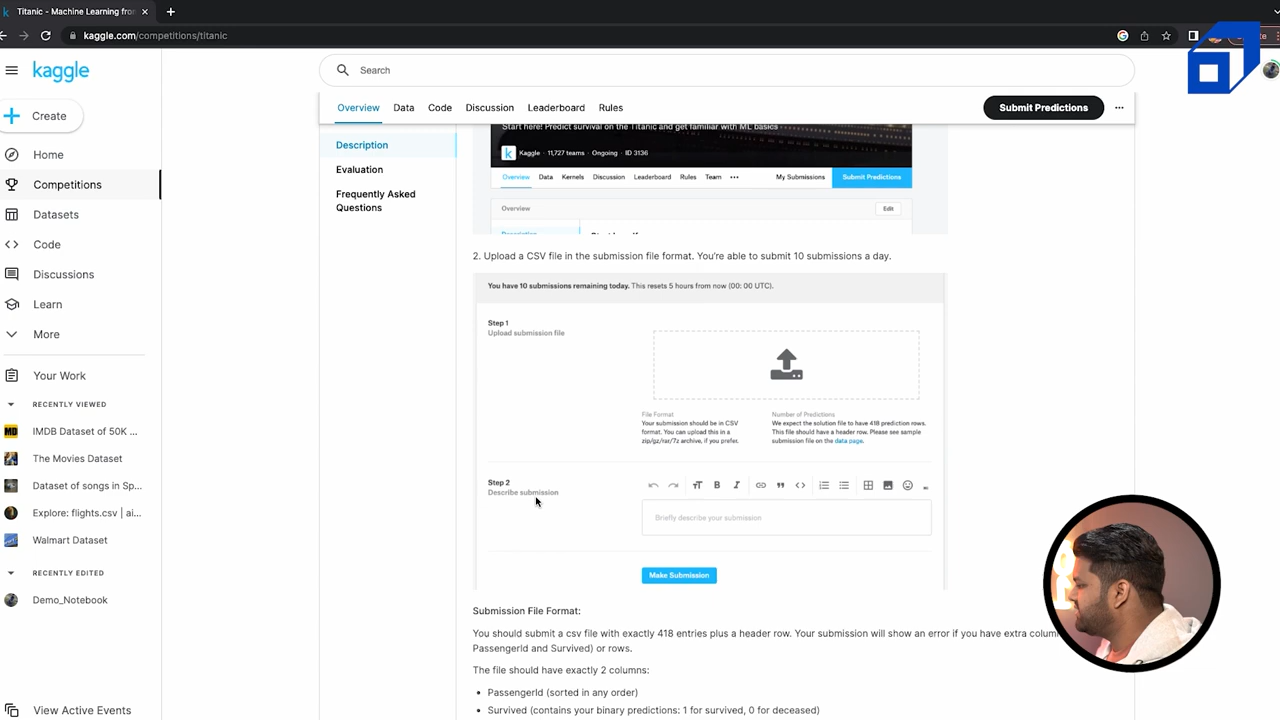 Titanic - Machine Learning from
kaggle.com/competitions/titanic
kaggle
Search
Create
Home
Competitions
Datasets
Code
Discussions
Learn
More
Your Work
RECENTLY VIEWED
IMDB Dataset of 50K ...
The Movies Dataset
Dataset of songs in Sp...
Explore: flights.csv | ai...
Walmart Dataset
RECENTLY EDITED
Demo_Notebook
View Active Events
Overview Data Code Discussion Leaderboard Rules
Submit Predictions
Description
Evaluation
Frequently Asked
Questions
Start here! Predict survival on the Titanic and get familiar with ML basics
k Kaggle · 11,727 teams · Ongoing · ID 3136
Overview Data Kernels Discussion Leaderboard Rules Team ••• My Submissions Submit Predictions
Overview Edit
2. Upload a CSV file in the submission file format. You're able to submit 10 submissions a day.
You have 10 submissions remaining today. This resets 5 hours from now (00: 00 UTC).
Step 1
Upload submission file
File Format
Your submission should be in CSV
format. You can upload this in a
zip/gz/rar/7z archive, if you prefer.
Number of Predictions
We expect the solution file to have 418 prediction rows.
This file should have a header row. Please see sample
submission file on the data page.
Step 2
Describe submission
Briefly describe your submission
Make Submission
Submission File Format:
You should submit a csv file with exactly 418 entries plus a header row. Your submission will show an error if you have extra colum
PassengerId and Survived) or rows.
The file should have exactly 2 columns:
• PassengerId (sorted in any order)
• Survived (contains your binary predictions: 1 for survived, 0 for deceased)